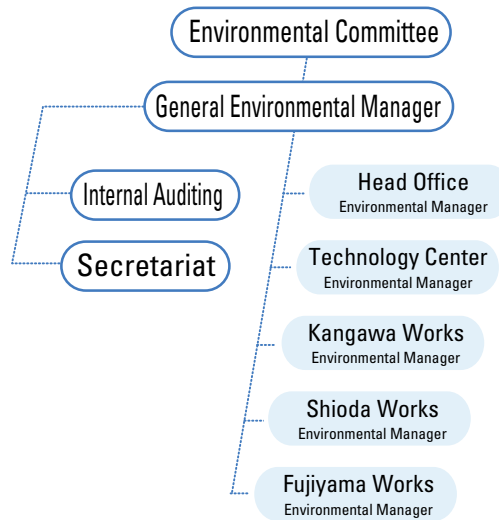 Environmental Committee
General Environmental Manager
Internal Auditing
Secretariat
Head Office
Environmental Manager
Technology Center
Environmental Manager
Kangawa Works
Environmental Manager
Shioda Works
Environmental Manager
Fujiyama Works
Environmental Manager